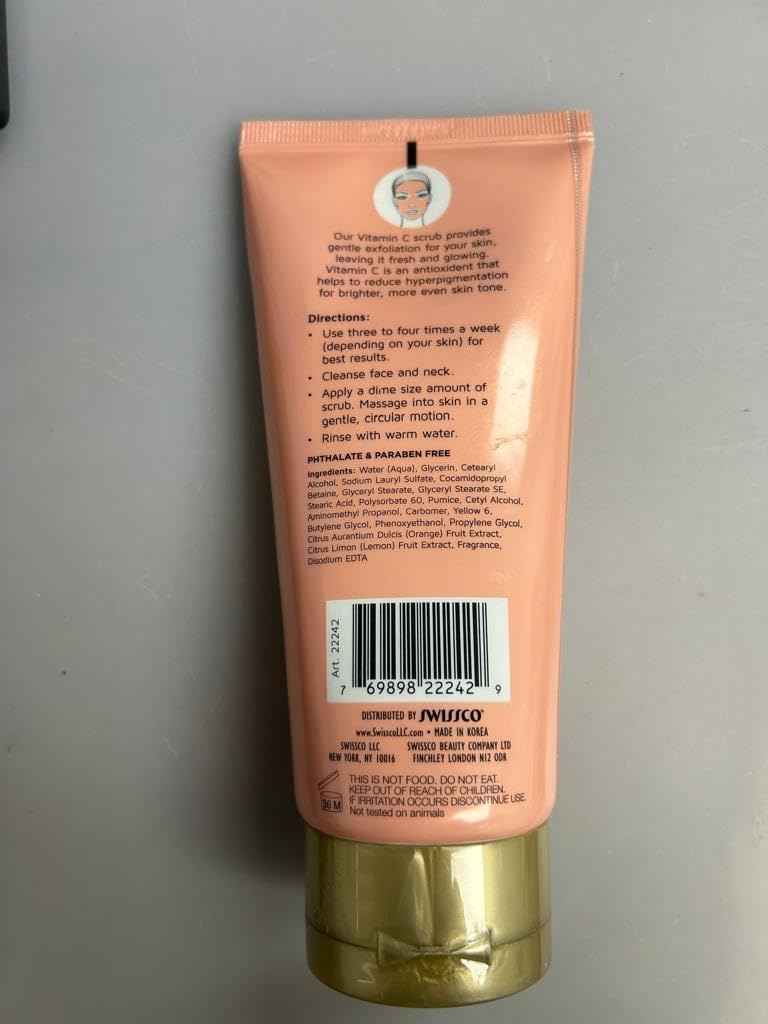 Our Vitamin C scrub provides
gentle exfoliation for your skin,
leaving it fresh and glowing.
Vitamin C is an antioxident that
helps to reduce hyperpigmentation
for brighter, more even skin tone.
Directions:
• Use three to four times a week
(depending on your skin) for
best results.
• Cleanse face and neck.
• Apply a dime size amount of
scrub. Massage into skin in a
gentle, circular motion.
• Rinse with warm water.
PHTHALATE & PARABEN FREE
Ingredients: Water (Aqua), Glycerin, Cetearyl
Alcohol, Sodium Lauryl Sulfate, Cocamidopropyl
Betaine, Glyceryl Stearate, Glyceryl Stearate SE,
Stearic Acid, Polysorbate 60, Pumice, Cetyl Alcohol,
Aminomethyl Propanol, Carbomer, Yellow 6,
Butylene Glycol, Phenoxyethanol, Propylene Glycol,
Citrus Aurantium Dulcis (Orange) Fruit Extract,
Citrus Limon (Lemon) Fruit Extract, Fragrance,
Disodium EDTA
Art. 22242
7 69898 22242 9
DISTRIBUTED BY SWISSCO®
www.SwisscoLLC.com • MADE IN KOREA
SWISSCO LLC SWISSCO BEAUTY COMPANY LTD
NEW YORK, NY 10016 FINCHLEY LONDON N12 0DR
36 M
THIS IS NOT FOOD. DO NOT EAT.
KEEP OUT OF REACH OF CHILDREN.
IF IRRITATION OCCURS DISCONTINUE USE.
Not tested on animals